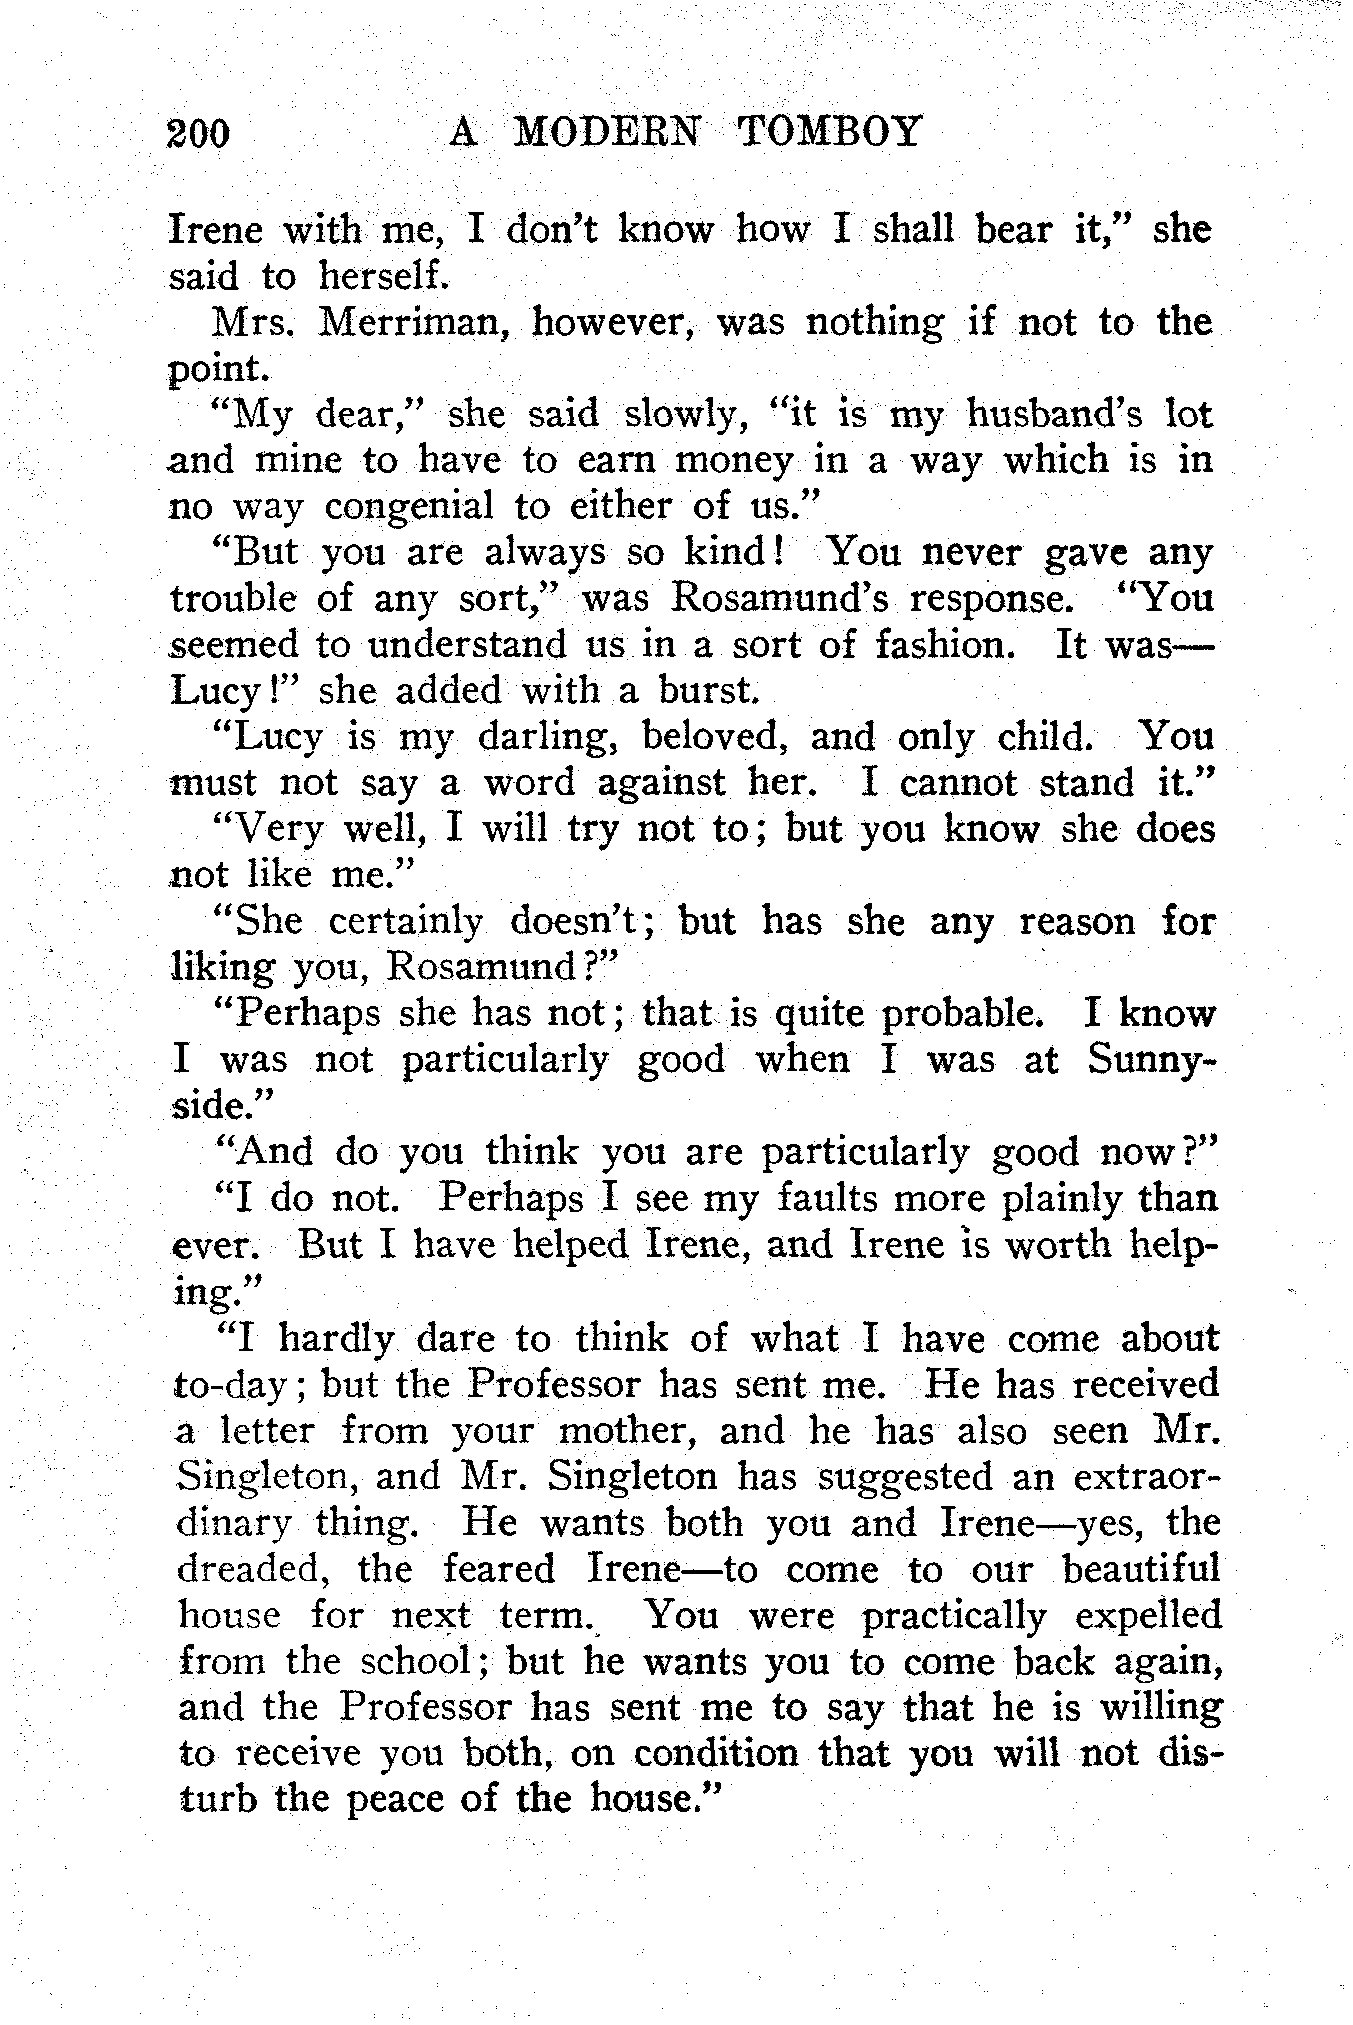 200 A MODERN TOMBOY
Irene with me, I don't know how I shall bear it," she
said to herself.
Mrs. Merriman, however, was nothing if not to the
point.
"My dear," she said slowly, "it is my husband's lot
and mine to have to earn money in a way which is in
no way congenial to either of us."
"But you are always so kind! You never gave any
trouble of any sort," was Rosamund's response. "You
seemed to understand us in a sort of fashion. It was—
Lucy!" she added with a burst.
"Lucy is my darling, beloved, and only child. You
must not say a word against her. I cannot stand it."
"Very well, I will try not to; but you know she does
not like me."
"She certainly doesn't; but has she any reason for
liking you, Rosamund?"
"Perhaps she has not; that is quite probable. I know
I was not particularly good when I was at Sunny-
side."
"And do you think you are particularly good now?"
"I do not. Perhaps I see my faults more plainly than
ever. But I have helped Irene, and Irene is worth help-
ing."
"I hardly dare to think of what I have come about
to-day; but the Professor has sent me. He has received
a letter from your mother, and he has also seen Mr.
Singleton, and Mr. Singleton has suggested an extraor-
dinary thing. He wants both you and Irene—yes, the
dreaded, the feared Irene—to come to our beautiful
house for next term. You were practically expelled
from the school; but he wants you to come back again,
and the Professor has sent me to say that he is willing
to receive you both, on condition that you will not dis-
turb the peace of the house."